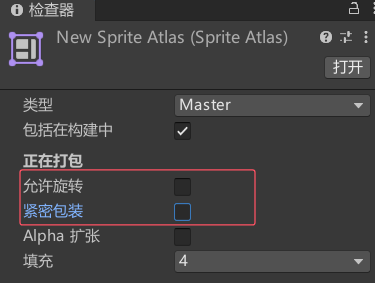 检查器
New Sprite Atlas (Sprite Atlas)
打开
类型 Master
包括在构建中
正在打包
允许旋转
紧密包装
Alpha 扩张
填充 4